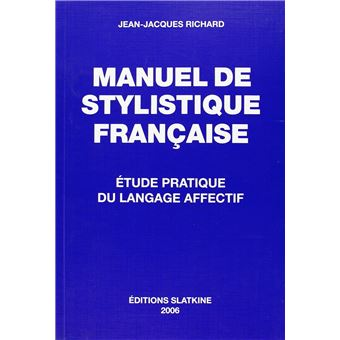 JEAN-JACQUES RICHARD
MANUEL DE
STYLISTIQUE
FRANÇAISE
ÉTUDE PRATIQUE
DU LANGAGE AFFECTIF
ÉDITIONS SLATKINE
2006